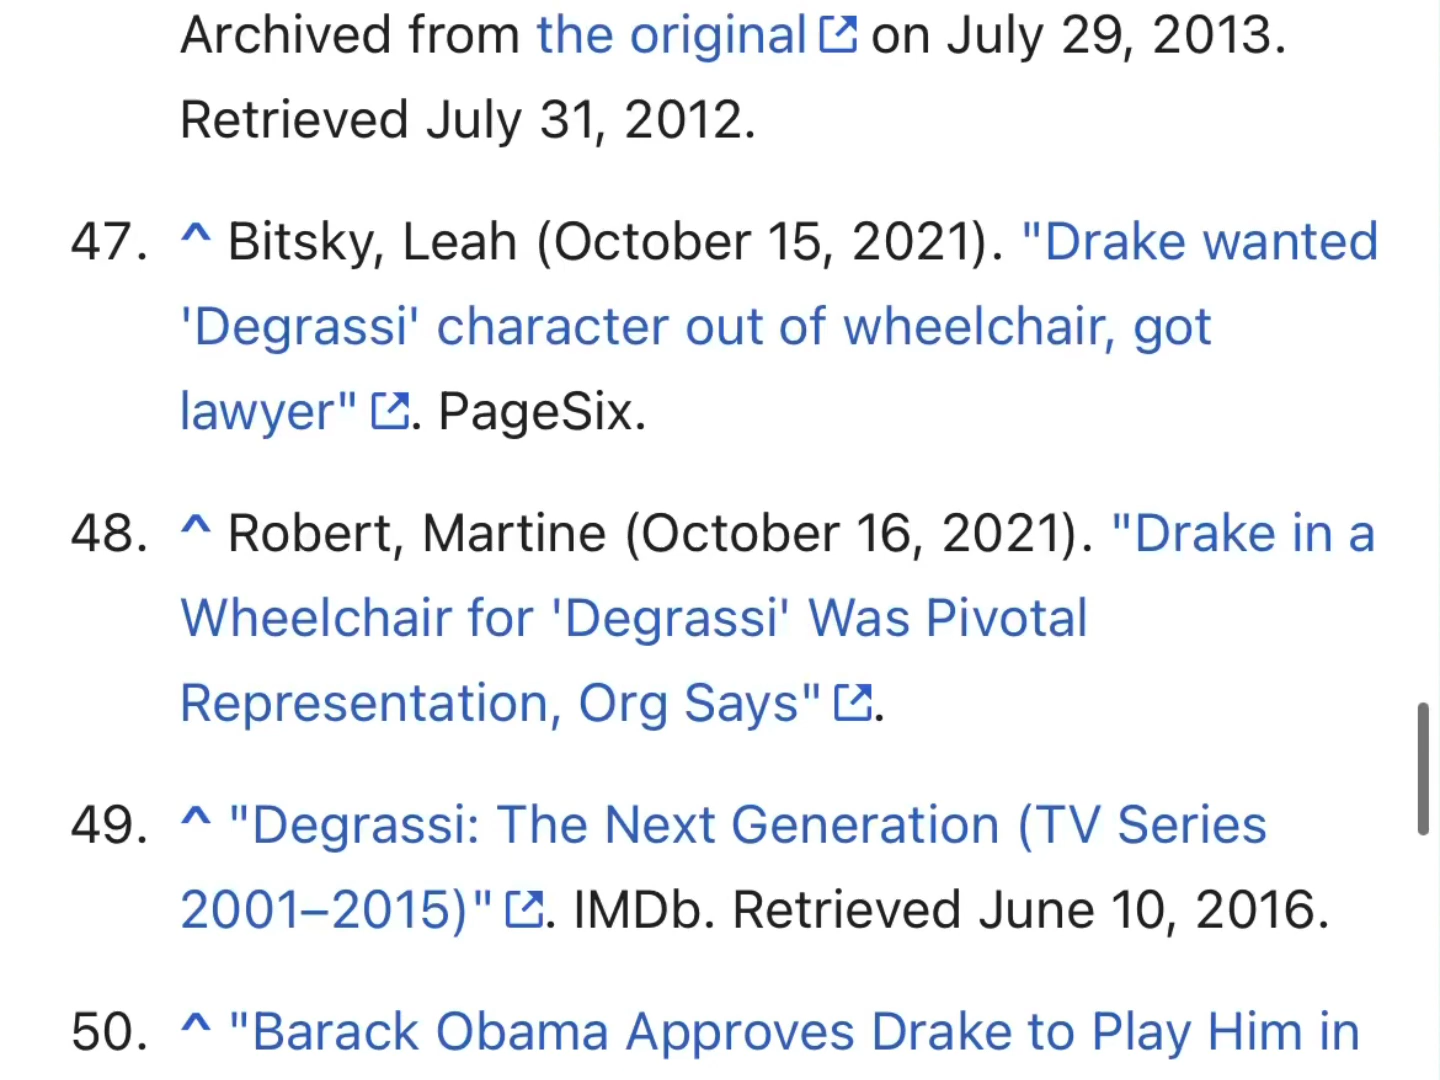 Archived from the original on July 29, 2013.
Retrieved July 31, 2012.
47. ^ Bitsky, Leah (October 15, 2021). "Drake wanted
'Degrassi' character out of wheelchair, got
lawyer". PageSix.
48. ^ Robert, Martine (October 16, 2021). "Drake in a
Wheelchair for 'Degrassi' Was Pivotal
Representation, Org Says".
49. ^ "Degrassi: The Next Generation (TV Series
2001–2015)". IMDb. Retrieved June 10, 2016.
50. ^ "Barack Obama Approves Drake to Play Him in